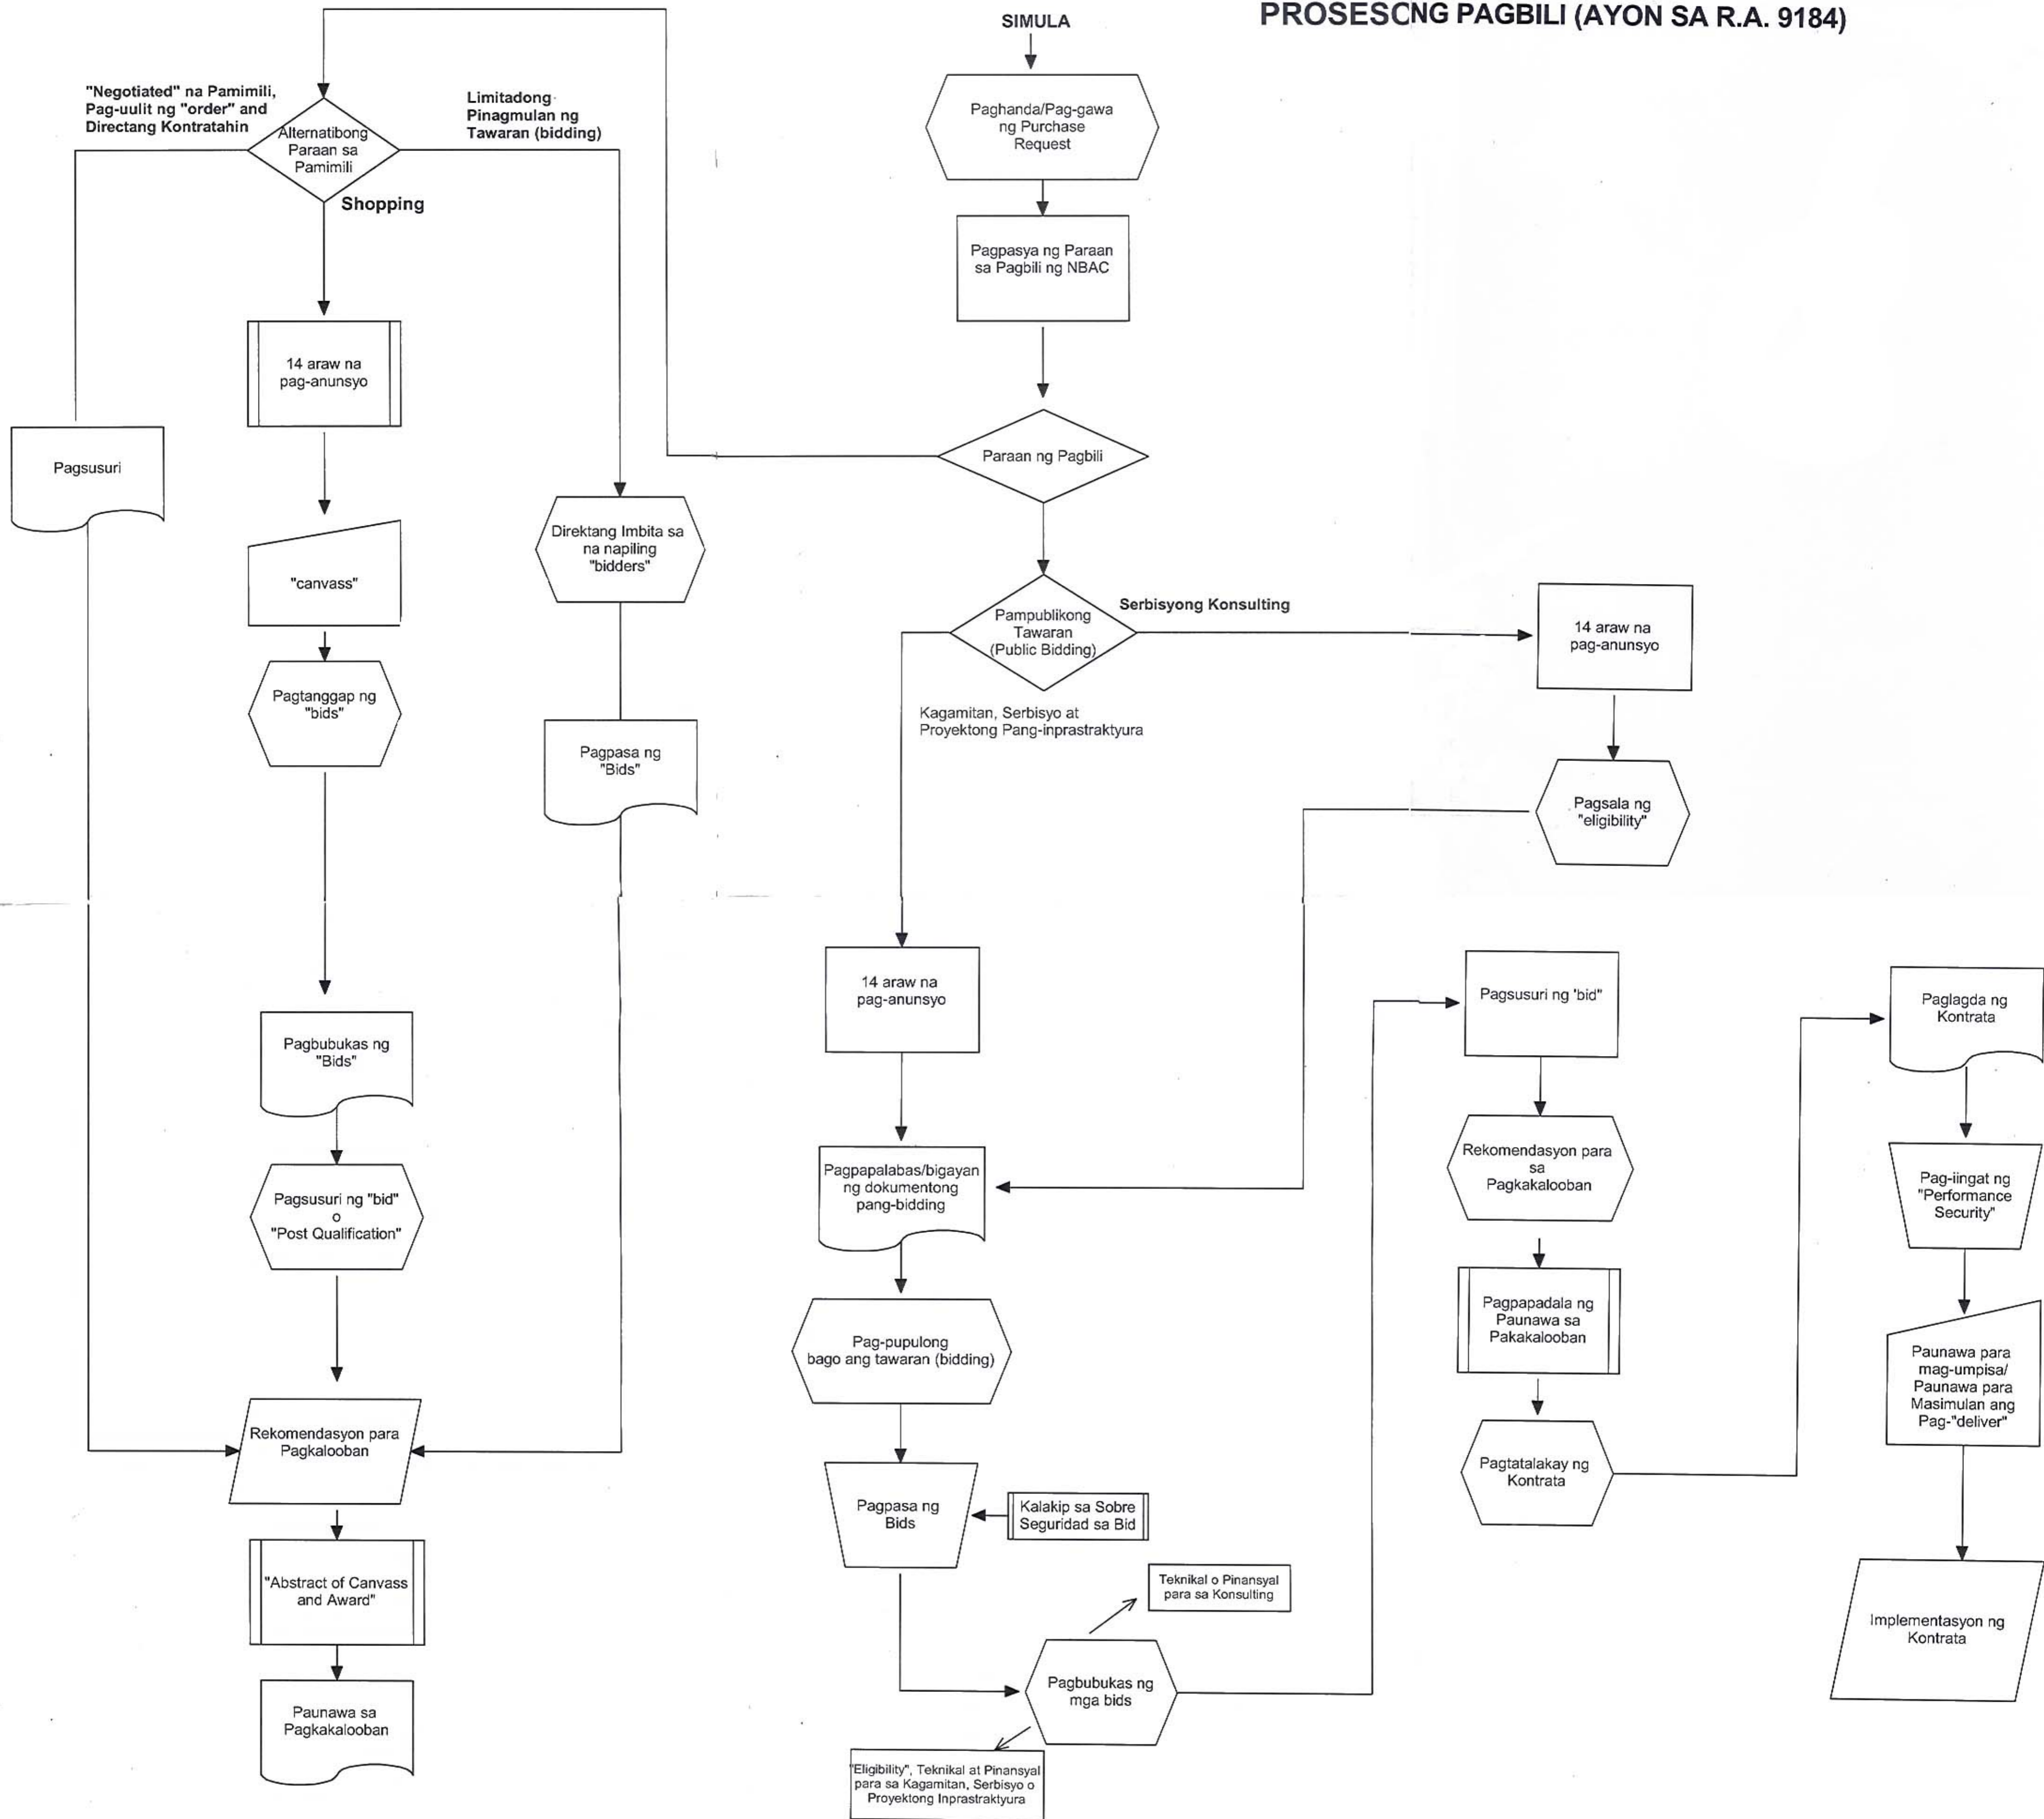 PROSESONG PAGBILI (AYON SA R.A. 9184)
SIMULA
Paghanda/Pag-gawa
ng Purchase
Request
Pagpasya ng Paraan
sa Pagbili ng NBAC
Paraan ng Pagbili
"Negotiated" na Pamimili,
Pag-uulit ng "order" and
Directang Kontratahin
Alternatibong
Paraan sa
Pamimili
Limitadong
Pinagmulan ng
Tawaran (bidding)
Shopping
Pagsusuri
14 araw na
pag-anunsyo
"canvass"
Pagtanggap ng
"bids"
Pagbubukas ng
"Bids"
Pagsusuri ng "bid"
o
"Post Qualification"
Direktang Imbita sa
na napiling
"bidders"
Pagpasa ng
"Bids"
Rekomendasyon para
Pagkalooban
"Abstract of Canvass
and Award"
Paunawa sa
Pagkakalooban
Pampublikong
Tawaran
(Public Bidding)
Serbisyong Konsulting
14 araw na
pag-anunsyo
Pagsala ng
"eligibility"
Kagamitan, Serbisyo at
Proyektong Pang-inprastraktyura
14 araw na
pag-anunsyo
Pagpapalabas/bigayan
ng dokumentong
pang-bidding
Pag-pupulong
bago ang tawaran (bidding)
Pagpasa ng
Bids
Kalakip sa Sobre
Seguridad sa Bid
Teknikal o Pinansyal
para sa Konsulting
Pagbubukas ng
mga bids
"Eligibility", Teknikal at Pinansyal
para sa Kagamitan, Serbisyo o
Proyektong Inprastraktyura
Pagsusuri ng 'bid"
Rekomendasyon para
sa
Pagkakalooban
Pagpapadala ng
Paunawa sa
Pakakalooban
Pagtatalakay ng
Kontrata
Paglagda ng
Kontrata
Pag-iingat ng
"Performance
Security"
Paunawa para
mag-umpisa/
Paunawa para
Masimulan ang
Pag-"deliver"
Implementasyon ng
Kontrata